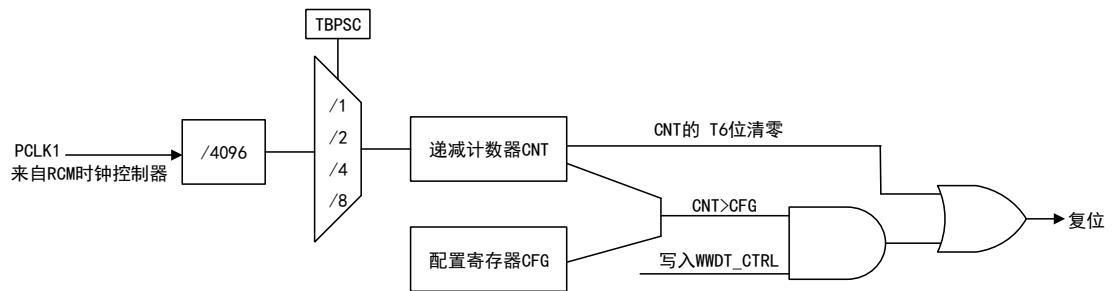 TBPSC
/1
/2
/4
/8
PCLK1
来自RCM时钟控制器
/4096
递减计数器CNT
CNT的 T6位清零
CNT>CFG
配置寄存器CFG
写入WWDT_CTRL
复位